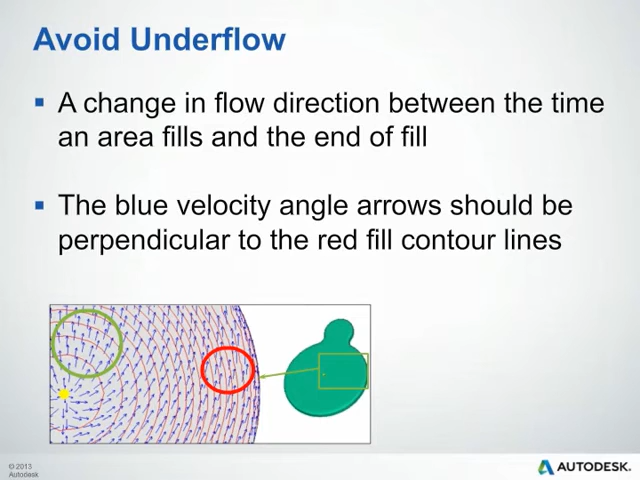 Avoid Underflow
▪ A change in flow direction between the time
an area fills and the end of fill
▪ The blue velocity angle arrows should be
perpendicular to the red fill contour lines
© 2013
Autodesk
AUTODESK.